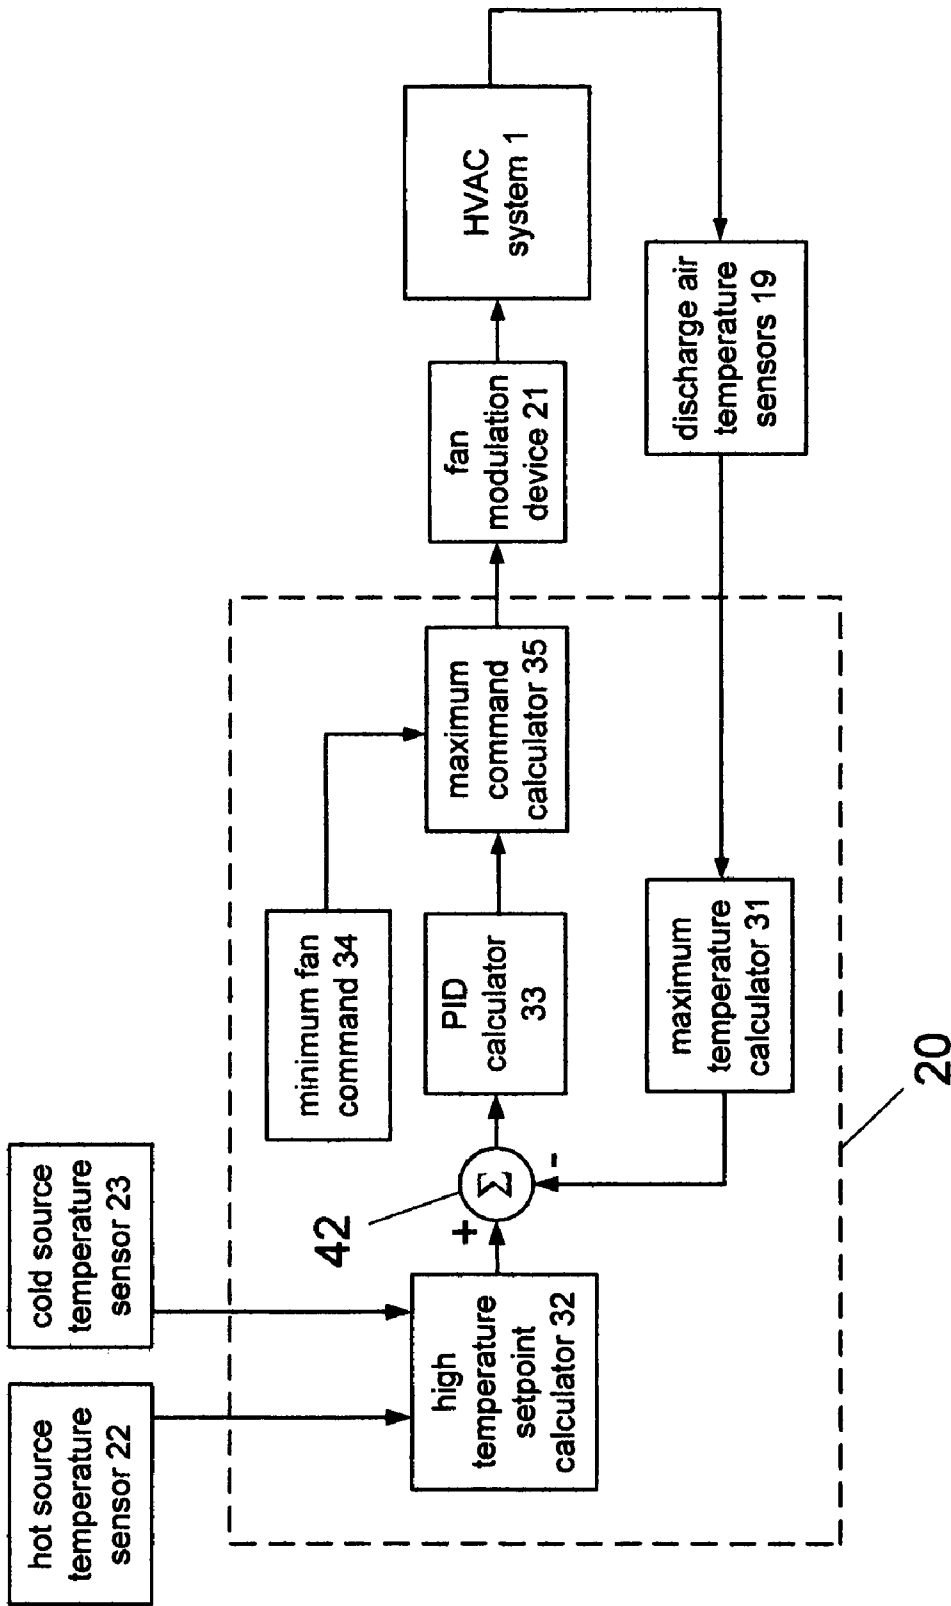 hot source
temperature
sensor 22
cold source
temperature
sensor 23
minimum fan
command 34
high
temperature
setpoint
calculator 32
+
42
Σ
-
PID
calculator
33
maximum
command
calculator 35
fan
modulation
device 21
HVAC
system 1
maximum
temperature
calculator 31
discharge air
temperature
sensors 19
20